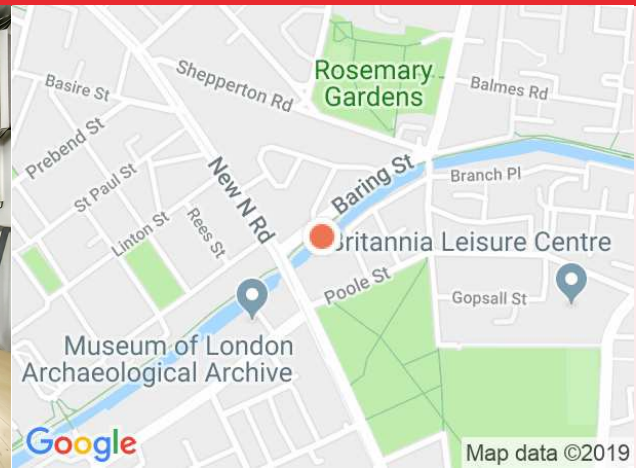 Rosemary
Gardens
Shepperton Rd
Balmes Rd
Basire St
Prebend St
St Paul St
New N Rd
Baring St
Branch Pl
Linton St
Rees St
Britannia Leisure Centre
Poole St
Gopsall St
Museum of London
Archaeological Archive
Google
Map data ©2019